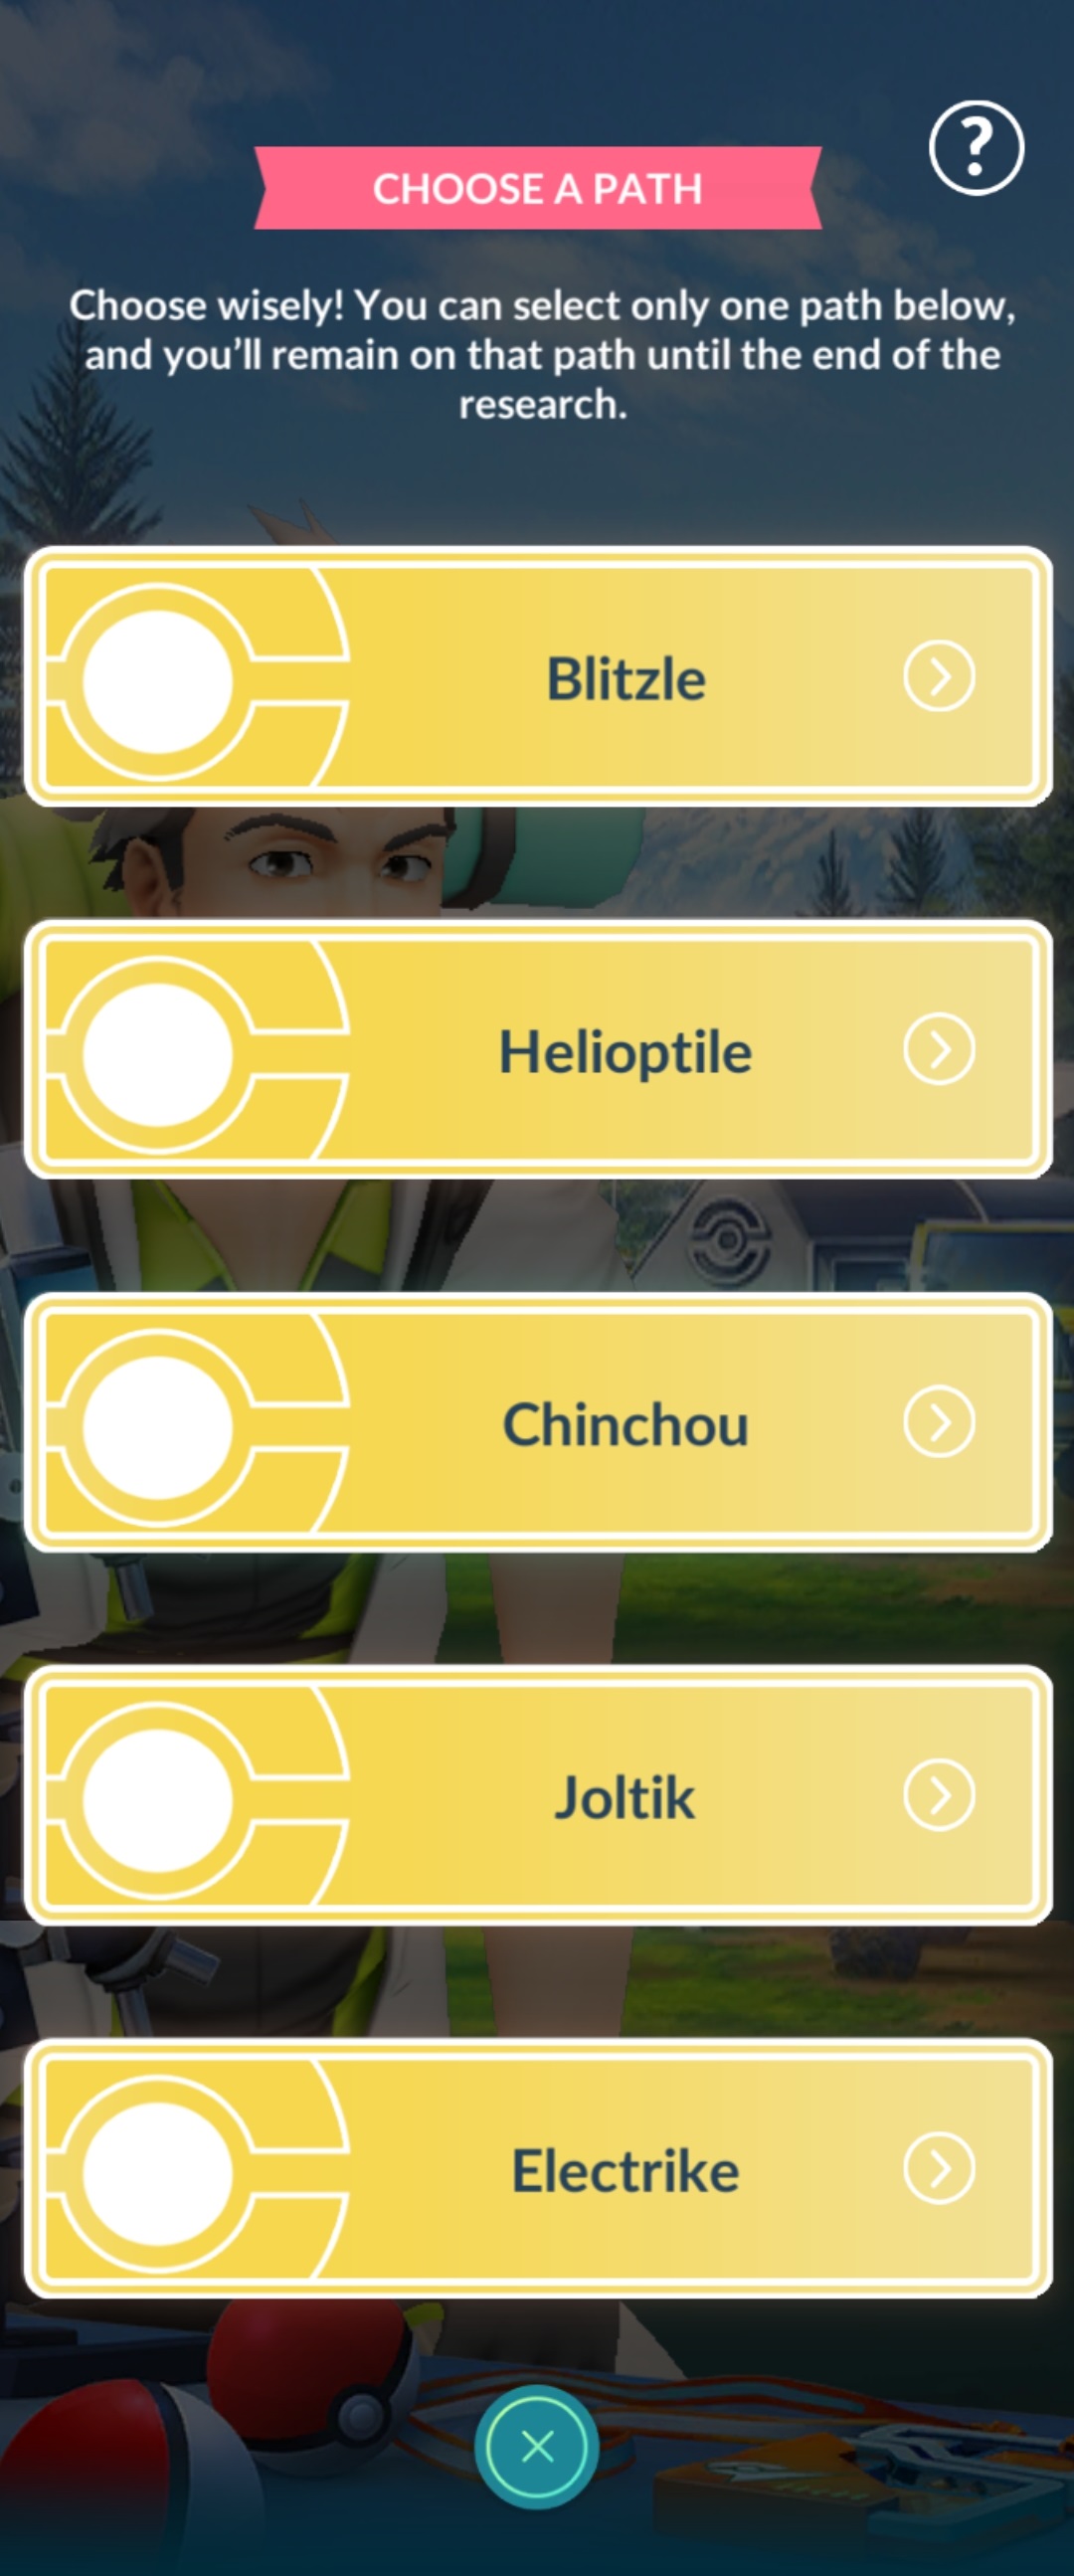 ?
CHOOSE A PATH
Choose wisely! You can select only one path below,
and you’ll remain on that path until the end of the
research.
Blitzle
Helioptile
Chinchou
Joltik
Electrike